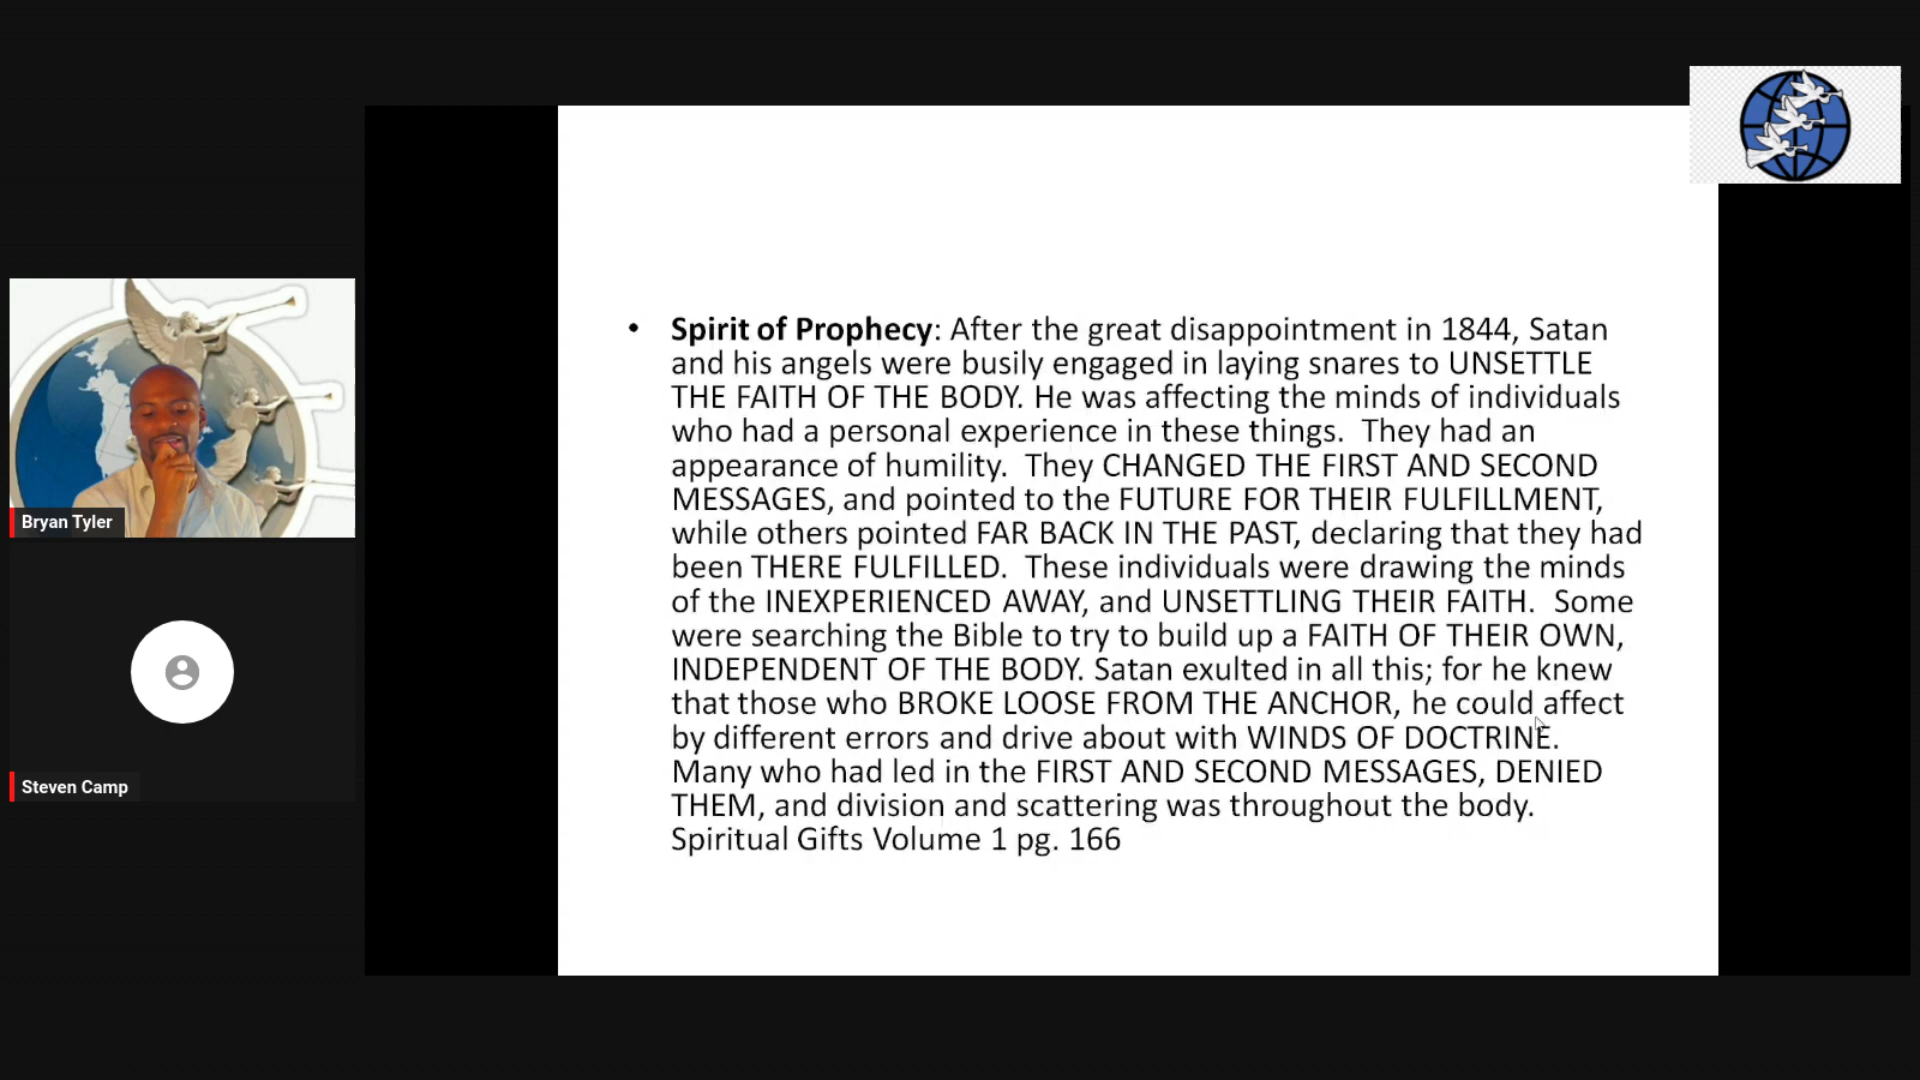 • Spirit of Prophecy: After the great disappointment in 1844, Satan
and his angels were busily engaged in laying snares to UNSETTLE
THE FAITH OF THE BODY. He was affecting the minds of individuals
who had a personal experience in these things.  They had an
appearance of humility.  They CHANGED THE FIRST AND SECOND
MESSAGES, and pointed to the FUTURE FOR THEIR FULFILLMENT,
while others pointed FAR BACK IN THE PAST, declaring that they had
been THERE FULFILLED.  These individuals were drawing the minds
of the INEXPERIENCED AWAY, and UNSETTLING THEIR FAITH.  Some
were searching the Bible to try to build up a FAITH OF THEIR OWN,
INDEPENDENT OF THE BODY. Satan exulted in all this; for he knew
that those who BROKE LOOSE FROM THE ANCHOR, he could affect
by different errors and drive about with WINDS OF DOCTRINE.
Many who had led in the FIRST AND SECOND MESSAGES, DENIED
THEM, and division and scattering was throughout the body.
Spiritual Gifts Volume 1 pg. 166
Bryan Tyler
Steven Camp